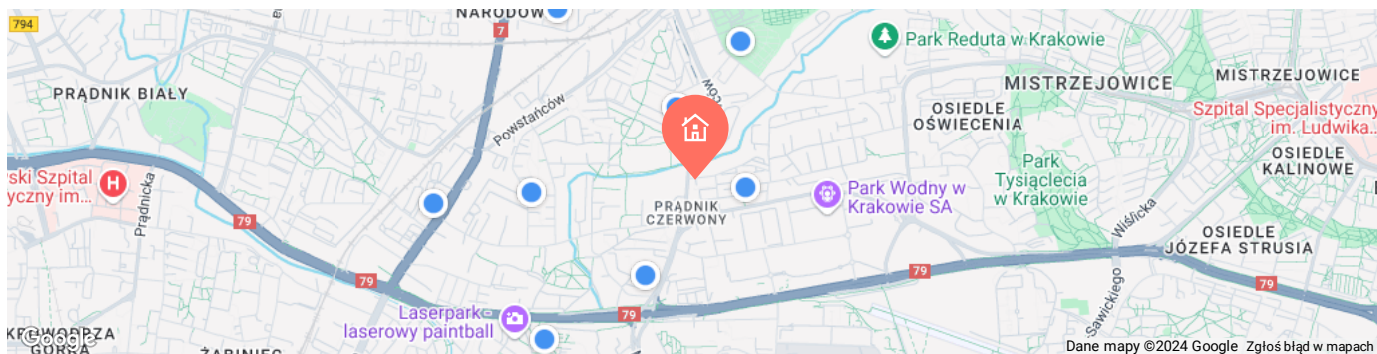 794
NARODÓW
7
Park Reduta w Krakowie
MISTRZEJOWICE
MISTRZEJOWICE
PRĄDNIK BIAŁY
Powstańców
OSIEDLE
OŚWIECENIA
Szpital Specjalistyczny
im. Ludwika...
OSIEDLE
KALINOWE
Park
Tysiąclecia
w Krakowie
ski Szpital
yczny im...
H
Prądnicka
Park Wodny w
Krakowie SA
PRĄDNIK
CZERWONY
Wiślicka
79
OSIEDLE
JÓZEFA STRUSIA
79
79
79
79
Sawickiego
Laserpark
laserowy paintball
Google
ŻABINIEC
Dane mapy ©2024 Google
Zgłoś błąd w mapach